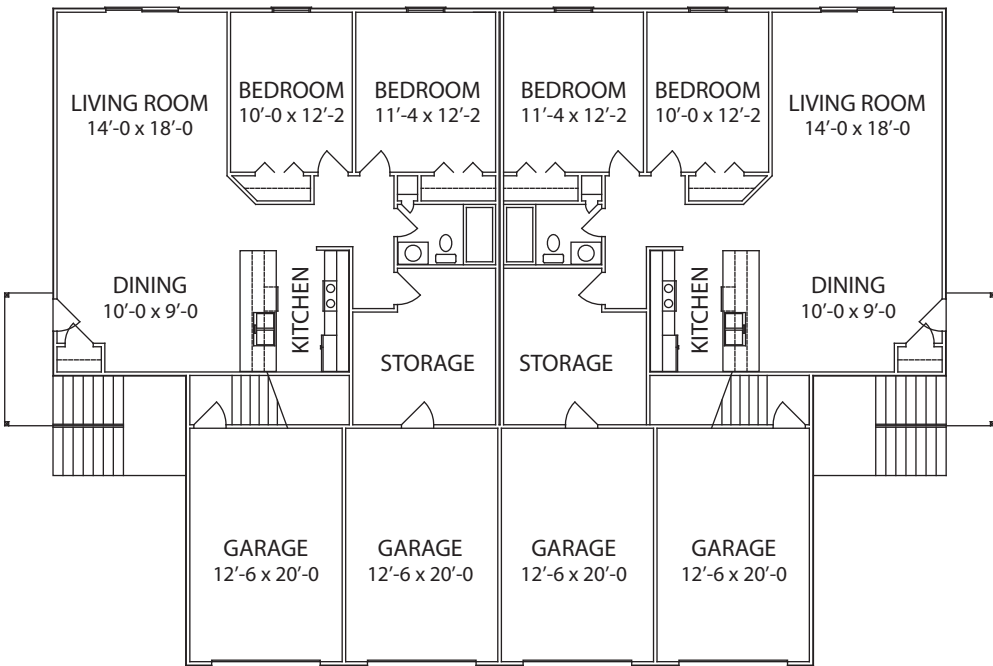 LIVING ROOM
14'-0 x 18'-0
BEDROOM
10'-0 x 12'-2
BEDROOM
11'-4 x 12'-2
BEDROOM
11'-4 x 12'-2
BEDROOM
10'-0 x 12'-2
LIVING ROOM
14'-0 x 18'-0
DINING
10'-0 x 9'-0
KITCHEN
STORAGE
STORAGE
KITCHEN
DINING
10'-0 x 9'-0
GARAGE
12'-6 x 20'-0
GARAGE
12'-6 x 20'-0
GARAGE
12'-6 x 20'-0
GARAGE
12'-6 x 20'-0